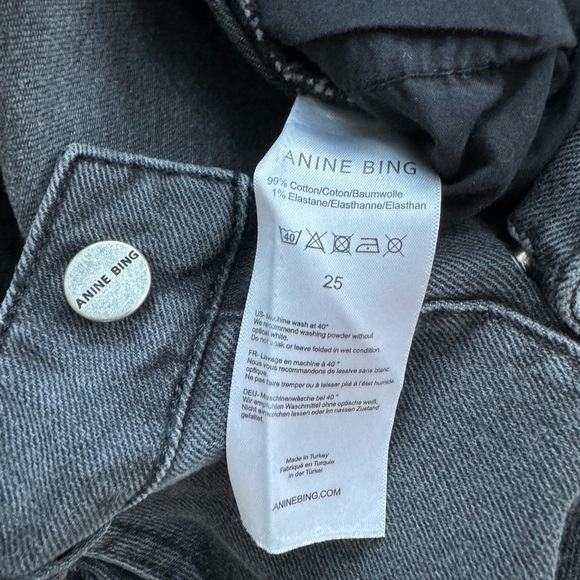 ANINE BING
99% Cotton/Coton/Baumwolle
1% Elastane/Elasthanne/Elasthan
40
25
US- Machine wash at 40°
We recommend washing powder without
optical white.
Do not soak or leave folded in wet condition.
FR- Lavage en machine à 40 °
Nous vous recommandons de lassive sans blanc
optique.
Ne pas faire tremper ou à laisser plié à l'état humide.
DEU- Maschinenwäsche bei 40 °
Wir empfehlen Waschmittel ohne optische weiß,
Nicht einweichen lassen oder im nassen Zustand
gefaltet.
Made in Turkey
Fabriqué en Turquie
in der Türkei
ANINEBING.COM
ANINE BING